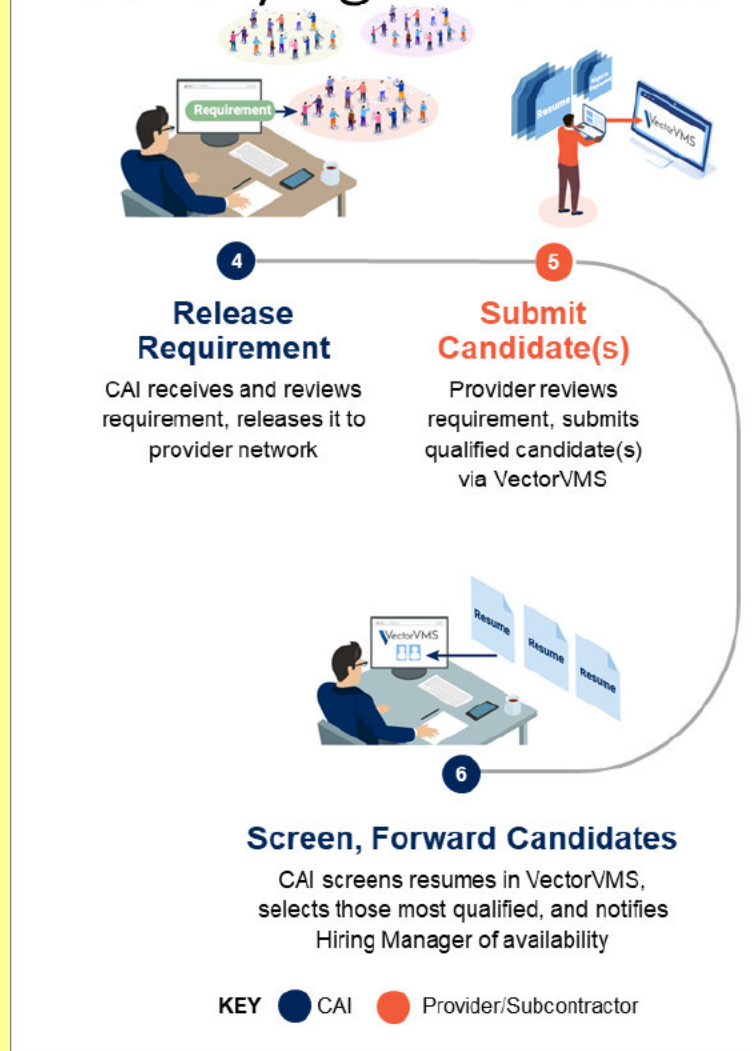 Requirement
Resume
VectorVMS
4
5
Release
Requirement
CAI receives and reviews
requirement, releases it to
provider network
Submit
Candidate(s)
Provider reviews
requirement, submits
qualified candidate(s)
via VectorVMS
VectorVMS
Resume
Resume
Resume
6
Screen, Forward Candidates
CAI screens resumes in VectorVMS,
selects those most qualified, and notifies
Hiring Manager of availability
KEY CAI Provider/Subcontractor